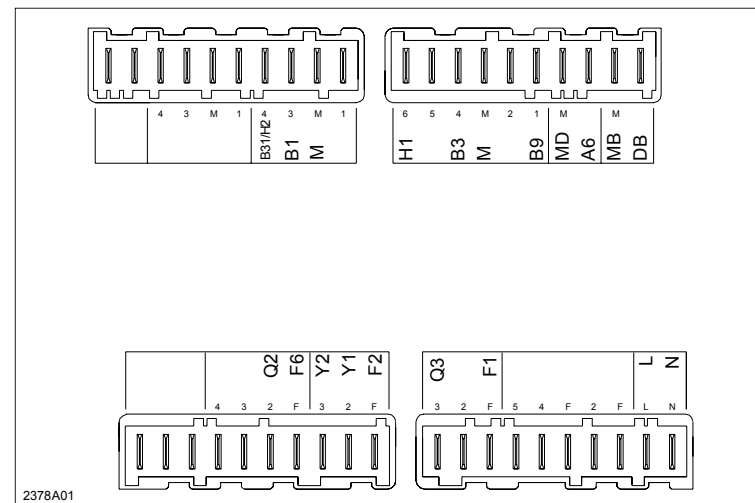 4 3 M 1 4 3 M 1 6 5 4 M 2 1 M M
B31/H2 B1 M H1 B3 M B9 MD A6 MB DB
Q2 F6 Y2 Y1 F2 Q3 F1 L N
4 3 2 F 3 2 F 3 2 F 5 4 F 2 F L N
2378A01